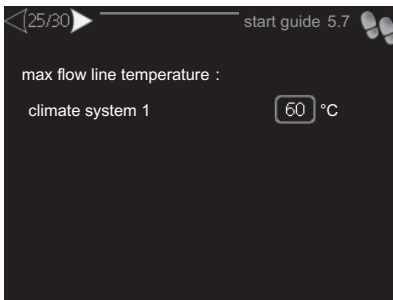 25/30 start guide 5.7
max flow line temperature :
climate system 1 60 °C